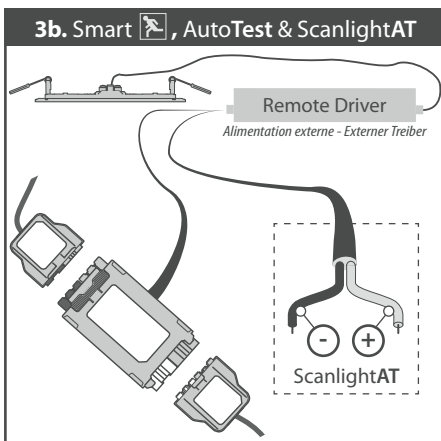 3b. Smart , AutoTest & ScanlightAT
Remote Driver
Alimentation externe - Externer Treiber
- +
ScanlightAT